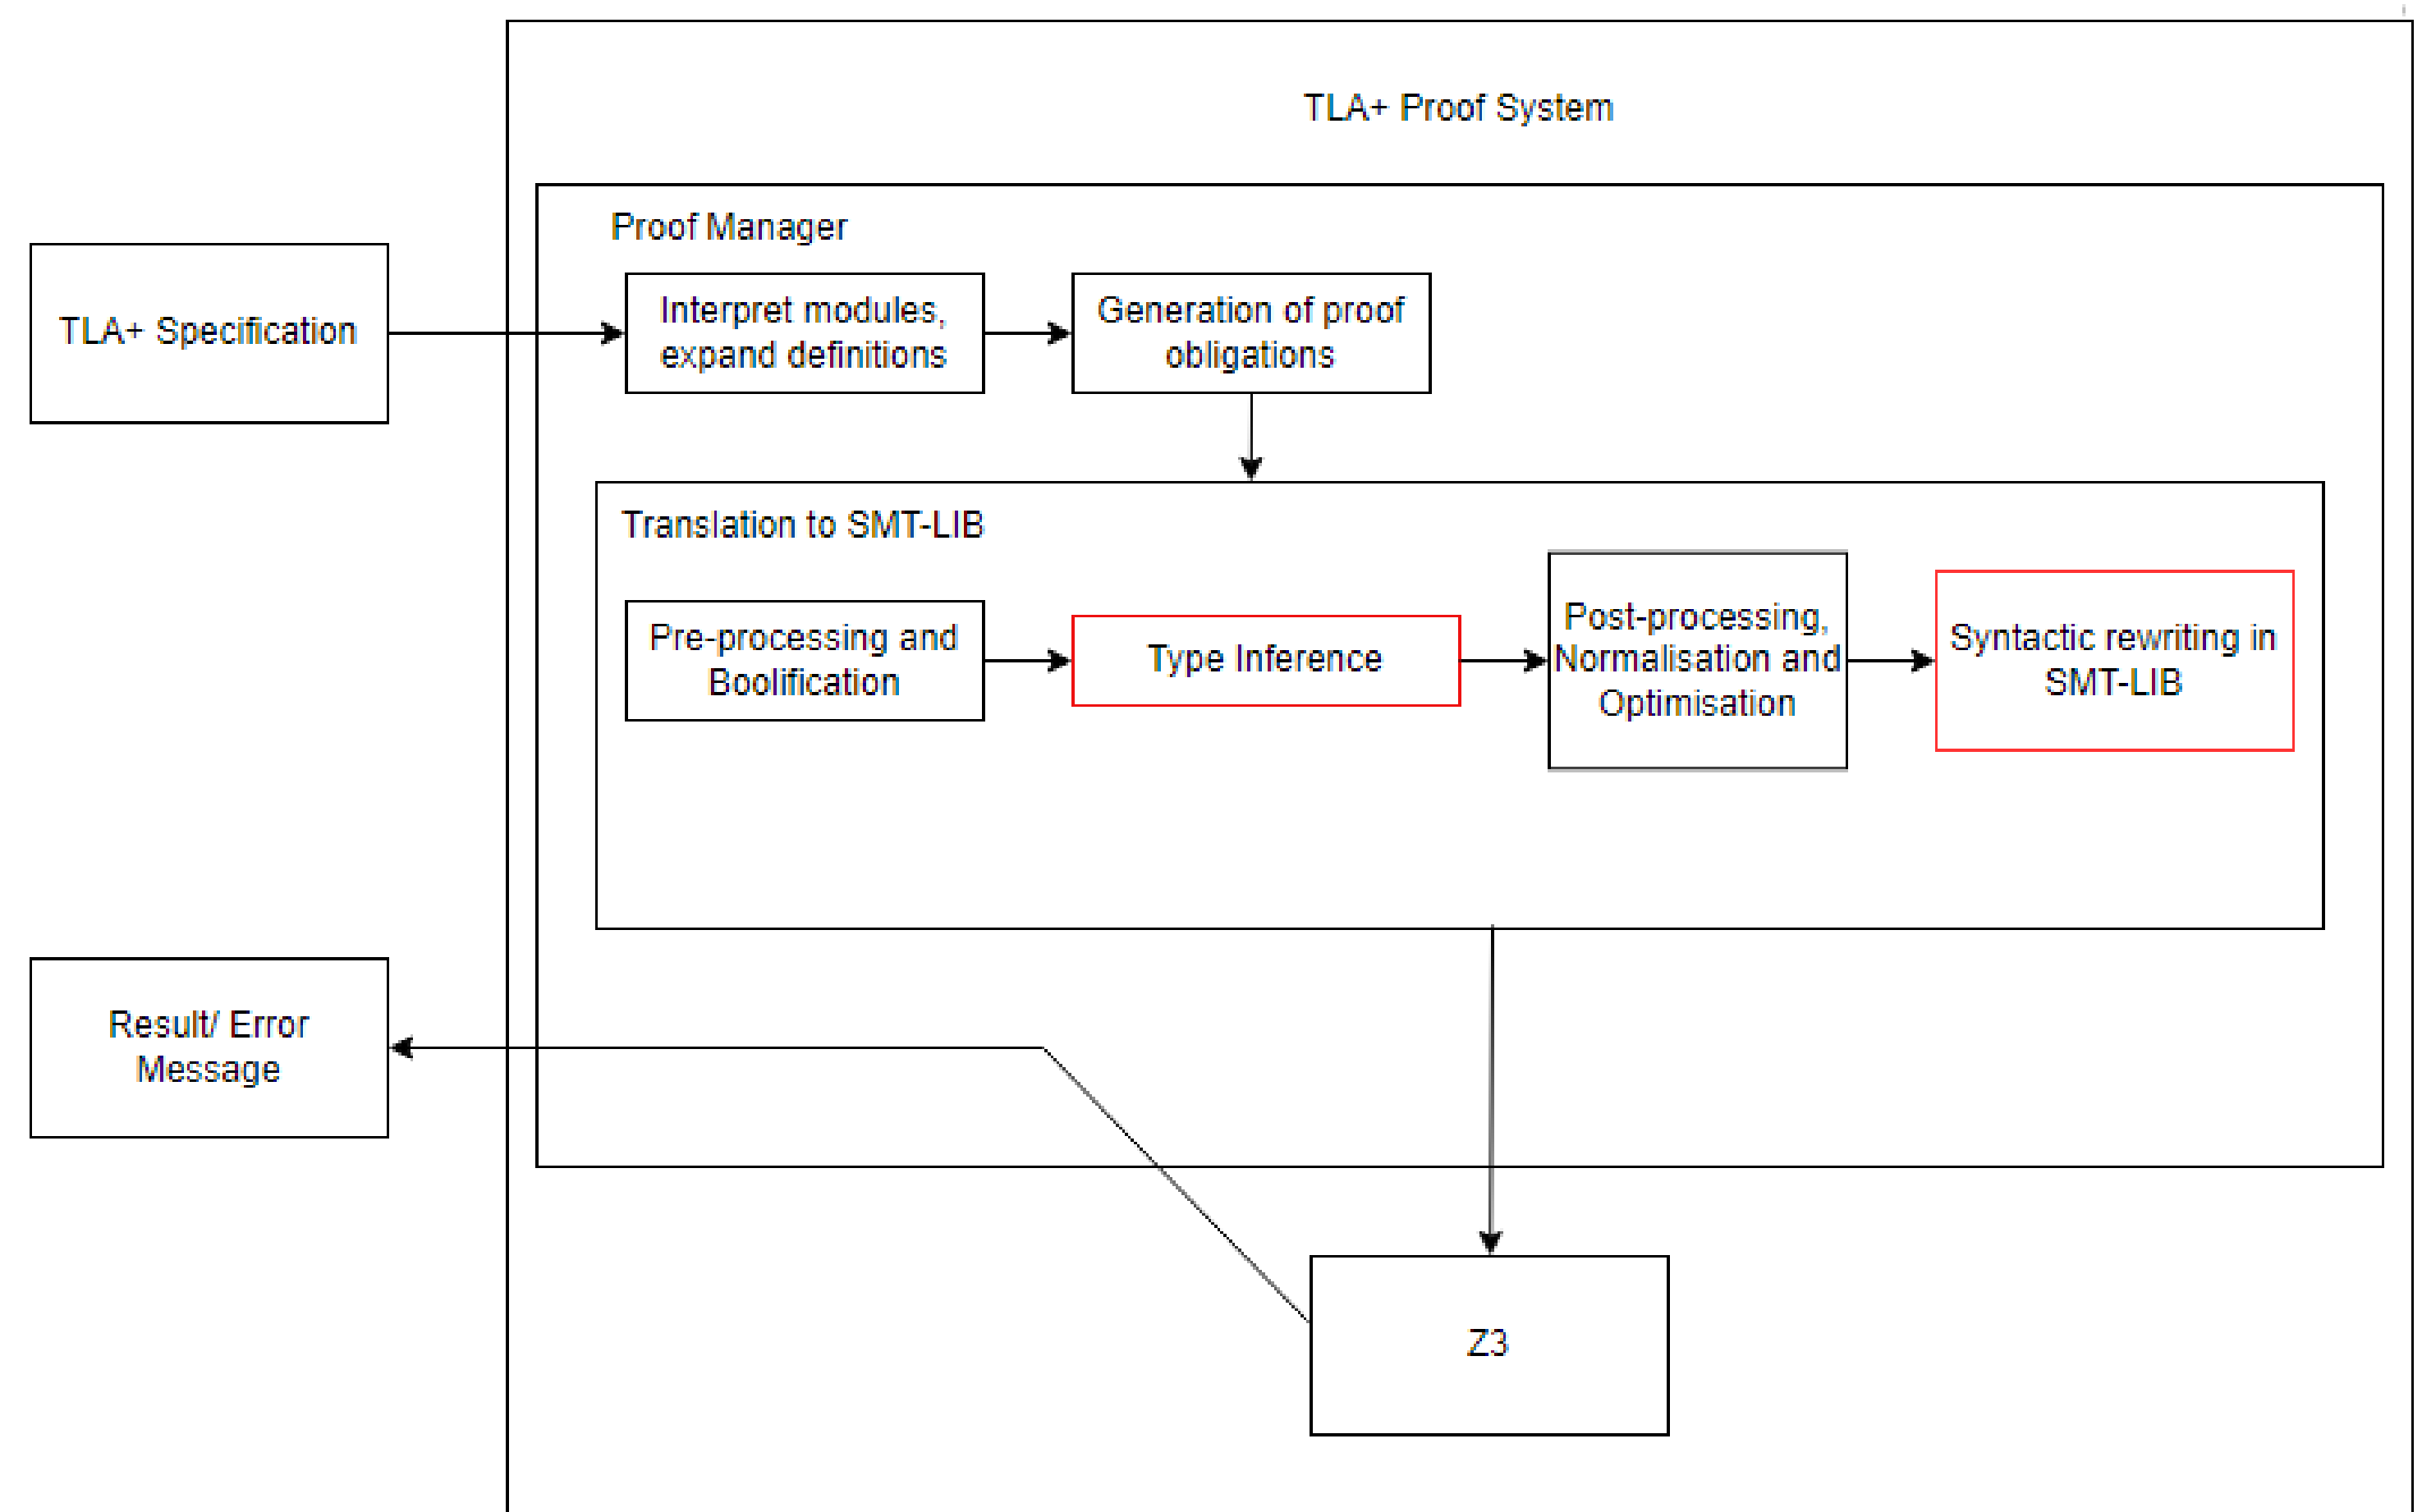 TLA+ Proof System
Proof Manager
TLA+ Specification
Interpret modules,
expand definitions
Generation of proof
obligations
Translation to SMT-LIB
Pre-processing and
Boolification
Type Inference
Post-processing,
Normalisation and
Optimisation
Syntactic rewriting in
SMT-LIB
Result/ Error
Message
Z3